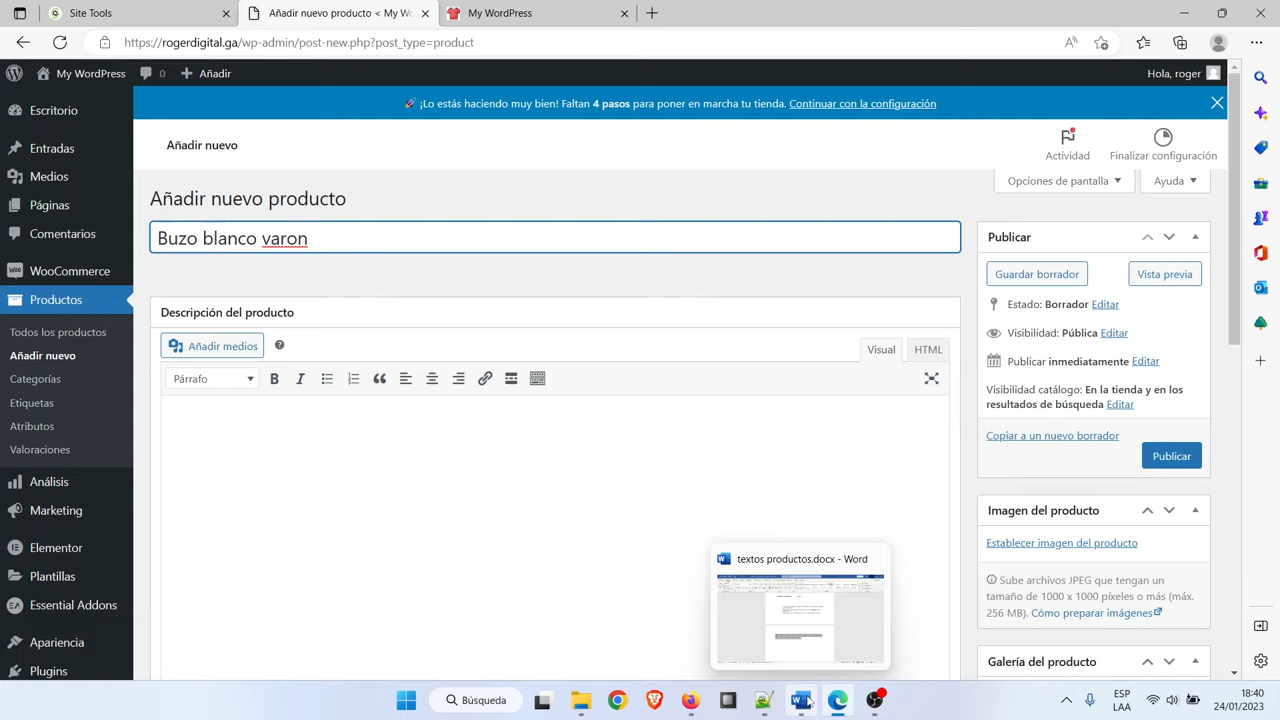 Site Tools
Añadir nuevo producto < My Wo
My WordPress
https://rogerdigital.ga/wp-admin/post-new.php?post_type=product
My WordPress
0
Añadir
Hola, roger
Escritorio
Entradas
Medios
Páginas
Comentarios
WooCommerce
Productos
Todos los productos
Añadir nuevo
Categorías
Etiquetas
Atributos
Valoraciones
Análisis
Marketing
Elementor
Plantillas
Essential Addons
Apariencia
Plugins
🚀 ¡Lo estás haciendo muy bien! Faltan 4 pasos para poner en marcha tu tienda. Continuar con la configuración
Añadir nuevo
Actividad
Finalizar configuración
Opciones de pantalla
Ayuda
Añadir nuevo producto
Buzo blanco varon
Descripción del producto
Añadir medios
Visual
HTML
Párrafo
B
I
Publicar
Guardar borrador
Vista previa
Estado: Borrador Editar
Visibilidad: Pública Editar
Publicar inmediatamente Editar
Visibilidad catálogo: En la tienda y en los
resultados de búsqueda Editar
Copiar a un nuevo borrador
Publicar
Imagen del producto
Establecer imagen del producto
Sube archivos JPEG que tengan un
tamaño de 1000 x 1000 píxeles o más (máx.
256 MB). Cómo preparar imágenes
Galería del producto
textos productos.docx - Word
Búsqueda
ESP
LAA
18:40
24/01/2023